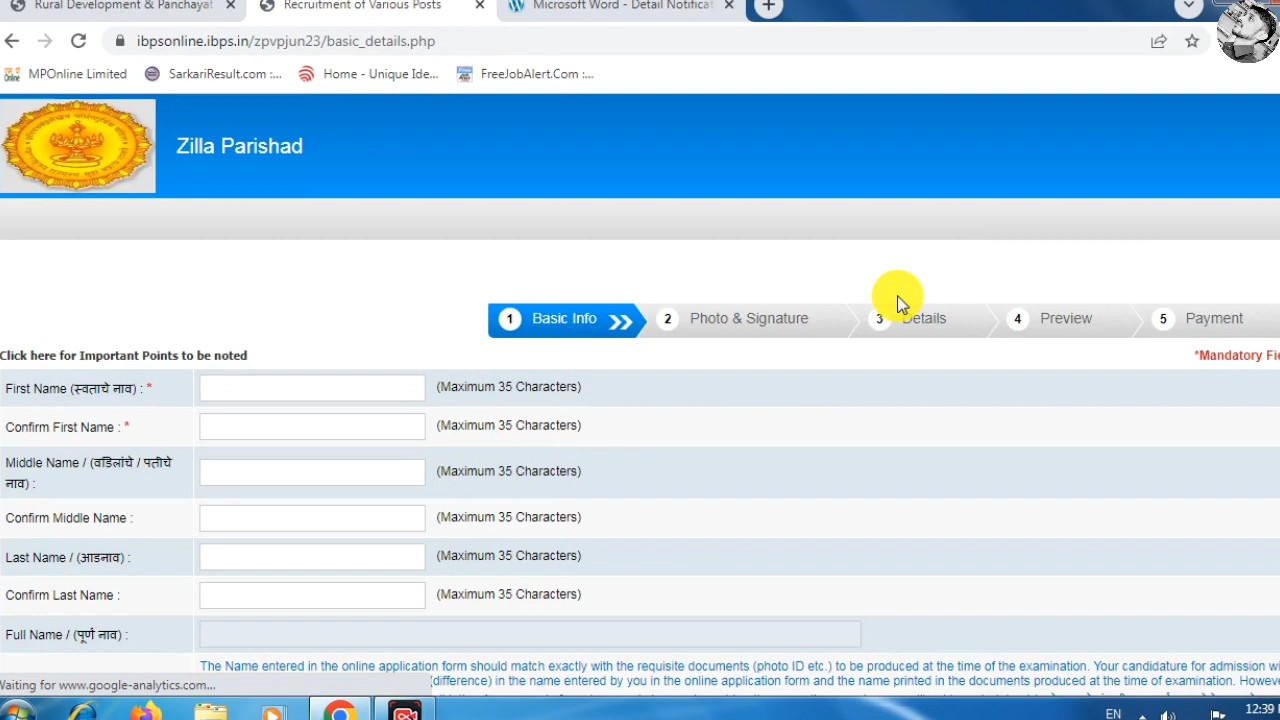 Rural Development & Panchayat
Recruitment of Various Posts
Microsoft Word - Detail Notificat
ibpsonline.ibps.in/zpvpjun23/basic_details.php
MPOnline Limited
SarkariResult.com :...
Home - Unique Ide...
FreeJobAlert.Com :...
Zilla Parishad
1 Basic Info
2 Photo & Signature
3 Details
4 Preview
5 Payment
Click here for Important Points to be noted
*Mandatory Fie
First Name (स्वताचे नाव) : *
(Maximum 35 Characters)
Confirm First Name : *
(Maximum 35 Characters)
Middle Name / (वडिलांचे / पतीचे
नाव) :
(Maximum 35 Characters)
Confirm Middle Name :
(Maximum 35 Characters)
Last Name / (आडनाव) :
(Maximum 35 Characters)
Confirm Last Name :
(Maximum 35 Characters)
Full Name / (पूर्ण नाव) :
The Name entered in the online application form should match exactly with the requisite documents (photo ID etc.) to be produced at the time of the examination. Your candidature for admission wi
(difference) in the name entered by you in the online application form and the name printed in the documents produced at the time of examination. Howeve
Waiting for www.google-analytics.com...
EN
12:39